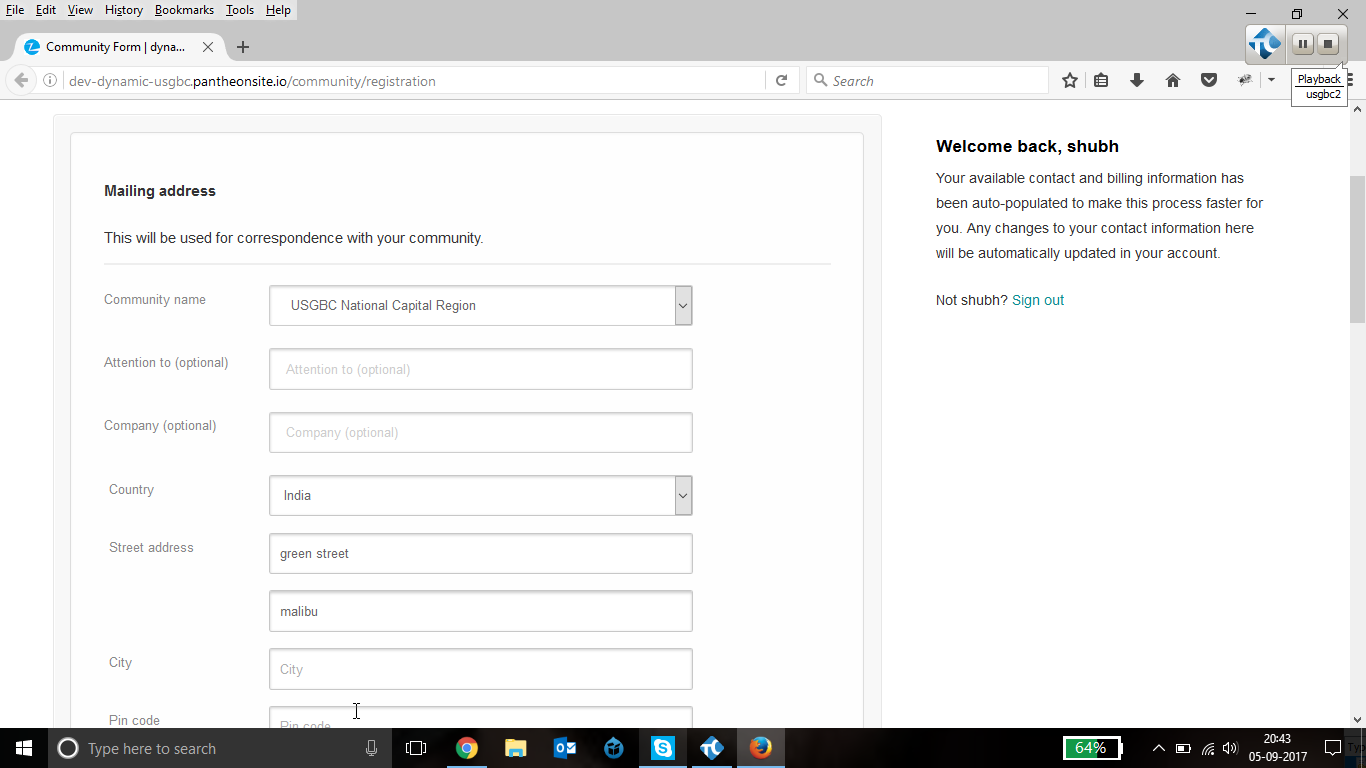 File Edit View History Bookmarks Tools Help
Community Form | dyna...
dev-dynamic-usgbc.pantheonsite.io/community/registration
Search
Playback
usgbc2
Mailing address
This will be used for correspondence with your community.
Community name
USGBC National Capital Region
Attention to (optional)
Attention to (optional)
Company (optional)
Company (optional)
Country
India
Street address
green street
malibu
City
City
Pin code
Pin code
Welcome back, shubh
Your available contact and billing information has
been auto-populated to make this process faster for
you. Any changes to your contact information here
will be automatically updated in your account.
Not shubh? Sign out
Type here to search
64%
20:43
05-09-2017